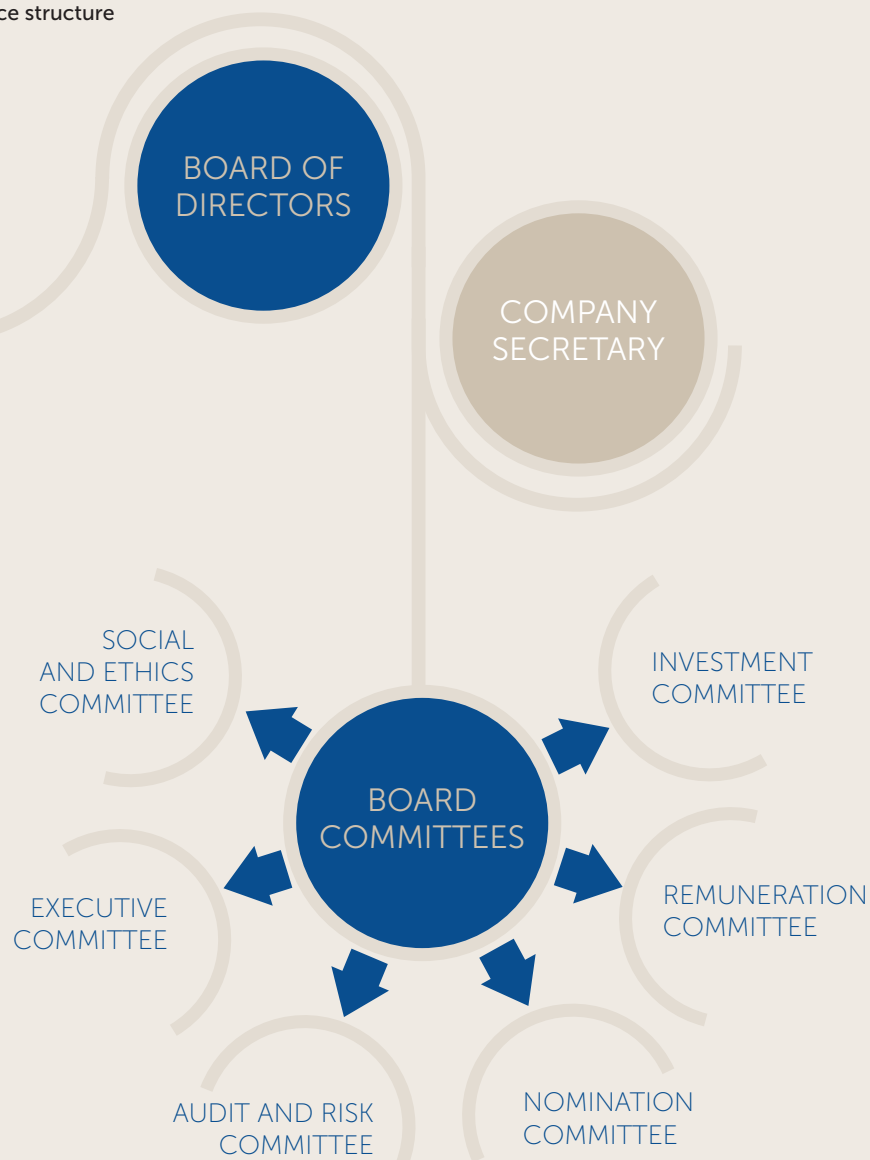 ce structure
BOARD OF
DIRECTORS
COMPANY
SECRETARY
SOCIAL
AND ETHICS
COMMITTEE
INVESTMENT
COMMITTEE
BOARD
COMMITTEES
EXECUTIVE
COMMITTEE
REMUNERATION
COMMITTEE
AUDIT AND RISK
COMMITTEE
NOMINATION
COMMITTEE